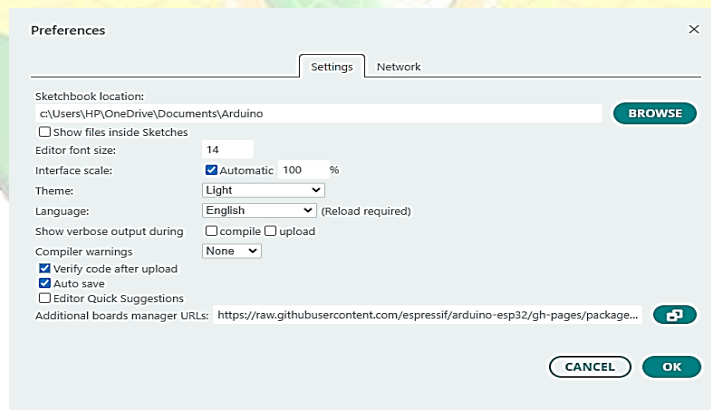 Preferences
Settings Network
Sketchbook location:
c:\Users\HP\OneDrive\Documents\Arduino BROWSE
Show files inside Sketches
Editor font size: 14
Interface scale: Automatic 100 %
Theme: Light
Language: English (Reload required)
Show verbose output during compile upload
Compiler warnings None
Verify code after upload
Auto save
Editor Quick Suggestions
Additional boards manager URLs: https://raw.githubusercontent.com/espressif/arduino-esp32/gh-pages/package...
CANCEL OK